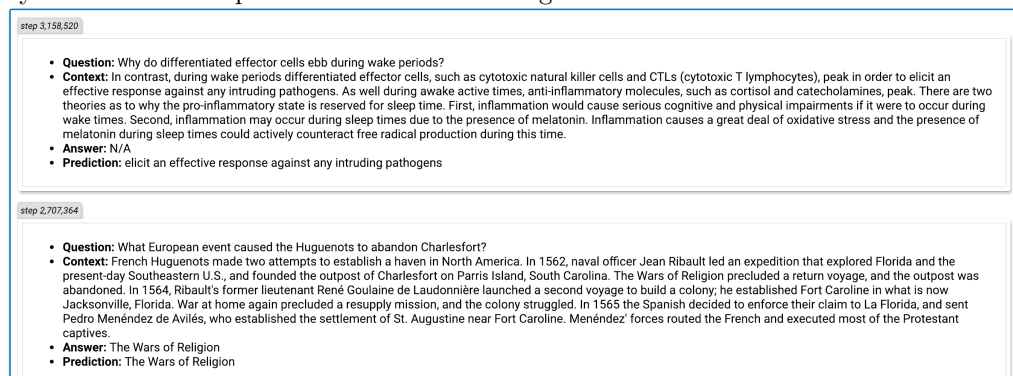 step 3,158,520
• Question: Why do differentiated effector cells ebb during wake periods?
• Context: In contrast, during wake periods differentiated effector cells, such as cytotoxic natural killer cells and CTLs (cytotoxic T lymphocytes), peak in order to elicit an
effective response against any intruding pathogens. As well during awake active times, anti-inflammatory molecules, such as cortisol and catecholamines, peak. There are two
theories as to why the pro-inflammatory state is reserved for sleep time. First, inflammation would cause serious cognitive and physical impairments if it were to occur during
wake times. Second, inflammation may occur during sleep times due to the presence of melatonin. Inflammation causes a great deal of oxidative stress and the presence of
melatonin during sleep times could actively counteract free radical production during this time.
• Answer: N/A
• Prediction: elicit an effective response against any intruding pathogens
step 2,707,364
• Question: What European event caused the Huguenots to abandon Charlesfort?
• Context: French Huguenots made two attempts to establish a haven in North America. In 1562, naval officer Jean Ribault led an expedition that explored Florida and the
present-day Southeastern U.S., and founded the outpost of Charlesfort on Parris Island, South Carolina. The Wars of Religion precluded a return voyage, and the outpost was
abandoned. In 1564, Ribault's former lieutenant René Goulaine de Laudonnière launched a second voyage to build a colony; he established Fort Caroline in what is now
Jacksonville, Florida. War at home again precluded a resupply mission, and the colony struggled. In 1565 the Spanish decided to enforce their claim to La Florida, and sent
Pedro Menéndez de Avilés, who established the settlement of St. Augustine near Fort Caroline. Menéndez' forces routed the French and executed most of the Protestant
captives.
• Answer: The Wars of Religion
• Prediction: The Wars of Religion